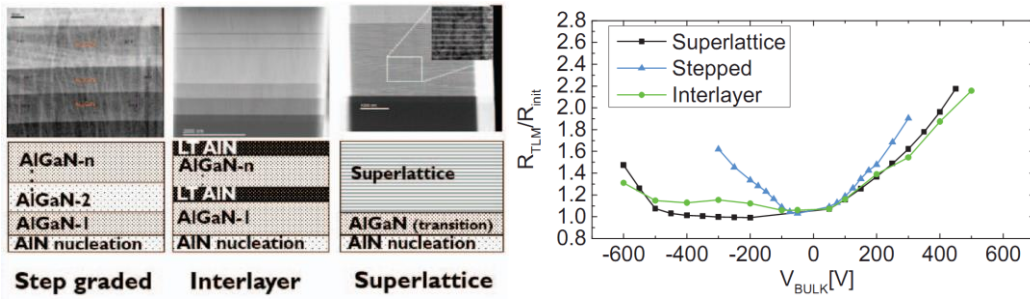 LT AlN
AlGaN-n
AlGaN-n
LT AlN
Superlattice
AlGaN-2
AlGaN-1
AlGaN-1
AlGaN (transition)
AlN nucleation
AlN nucleation
AlN nucleation
Step graded
Interlayer
Superlattice
R_TLM/R_init
2.8
2.6
2.4
2.2
2.0
1.8
1.6
1.4
1.2
1.0
0.8
Superlattice
Stepped
Interlayer
-600 -400 -200 0 200 400 600
V_BULK[V]